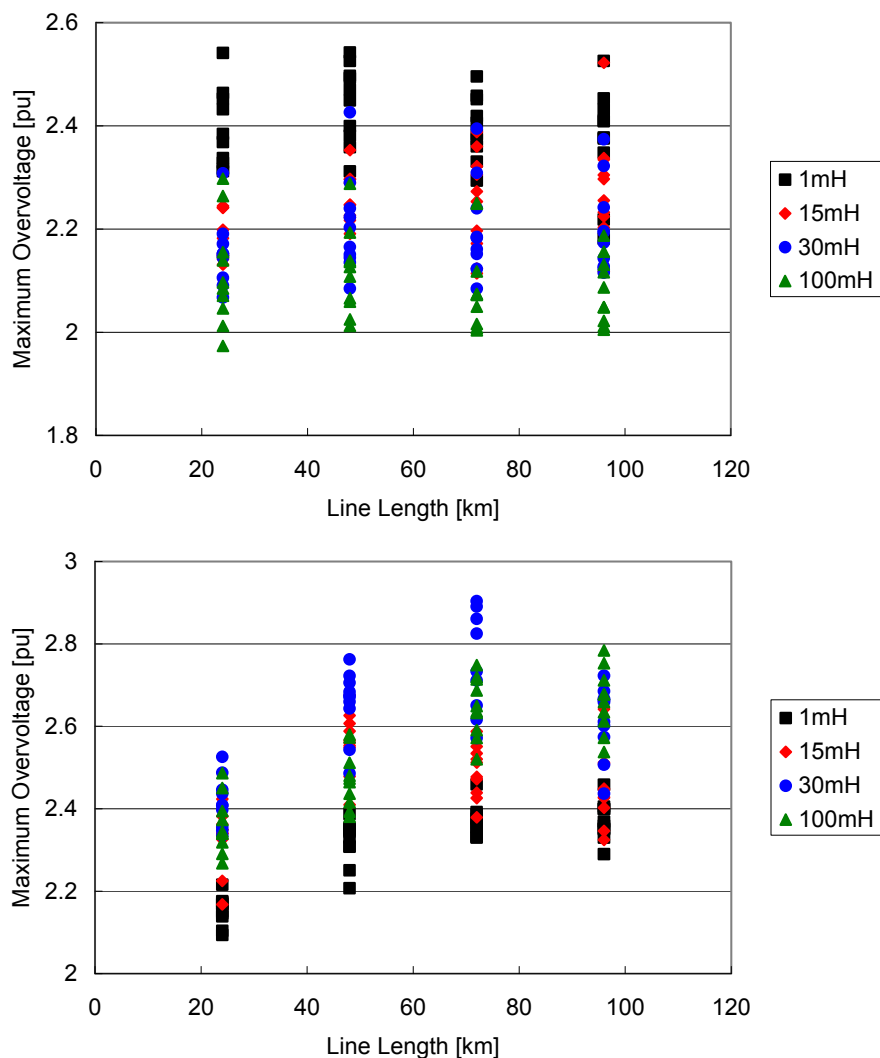 2.6
2.4
2.2
2
1.8
Maximum Overvoltage [pu]
0 20 40 60 80 100 120
Line Length [km]
1mH
15mH
30mH
100mH
3
2.8
2.6
2.4
2.2
2
Maximum Overvoltage [pu]
0 20 40 60 80 100 120
Line Length [km]
1mH
15mH
30mH
100mH